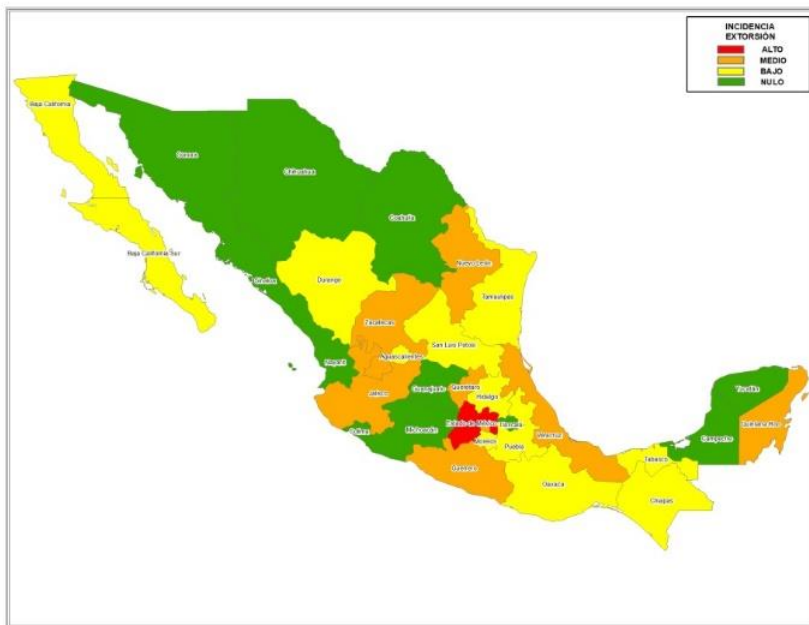 INCIDENCIA
EXTORSIÓN
ALTO
MEDIO
BAJO
NULO
Baja California
Sonora
Chihuahua
Coahuila
Baja California Sur
Sinaloa
Durango
Nuevo León
Tamaulipas
Zacatecas
San Luis Potosí
Aguascalientes
Nayarit
Jalisco
Guanajuato
Querétaro
Hidalgo
Colima
Michoacán
Estado de México
Tlaxcala
Morelos
Puebla
Veracruz
Guerrero
Oaxaca
Tabasco
Chiapas
Campeche
Yucatán
Quintana Roo